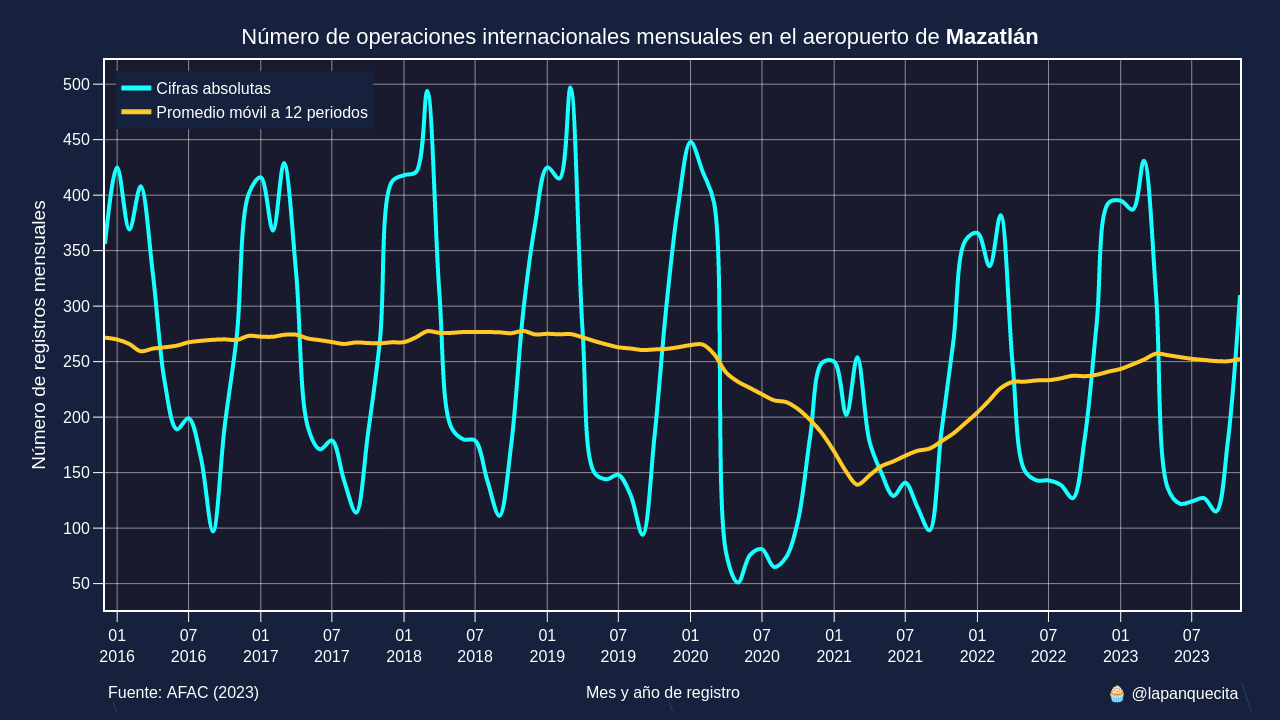 Número de operaciones internacionales mensuales en el aeropuerto de Mazatlán
Cifras absolutas
Promedio móvil a 12 periodos
Número de registros mensuales
500
450
400
350
300
250
200
150
100
50
01 07 01 07 01 07 01 07 01 07 01 07 01 07 01 07
2016 2016 2017 2017 2018 2018 2019 2019 2020 2020 2021 2021 2022 2022 2023 2023
Fuente: AFAC (2023) Mes y año de registro 🧁 @lapanquecita